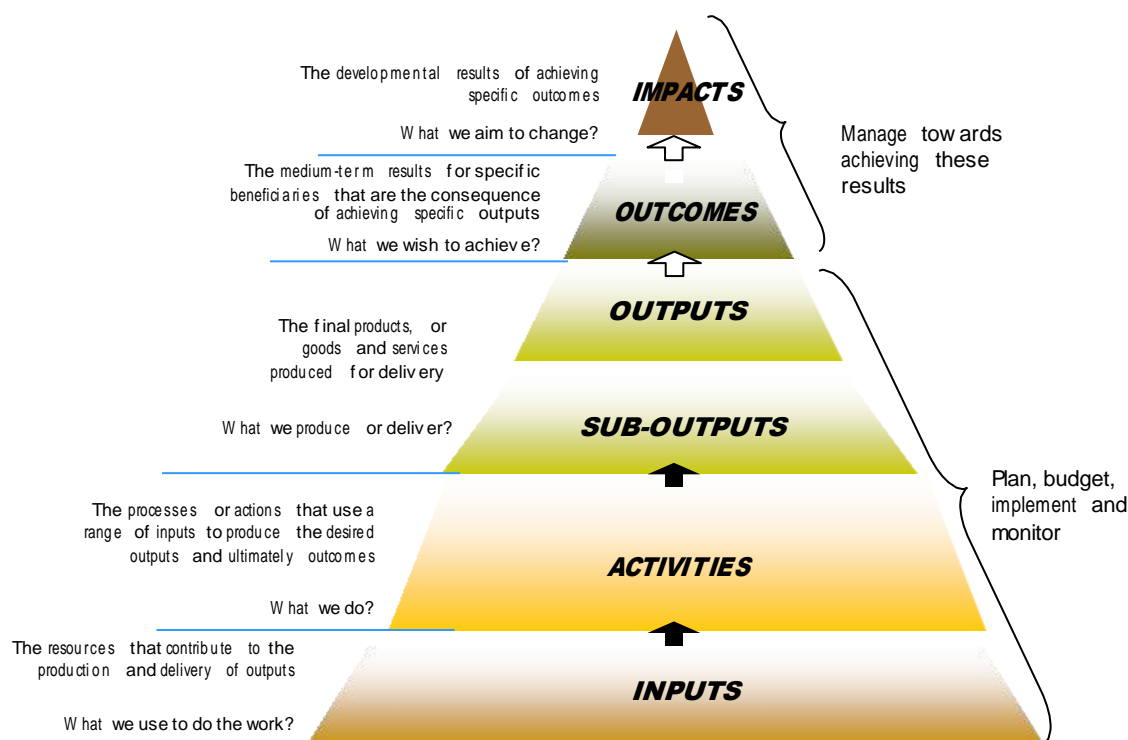 The developmental results of achieving
specific outcomes
What we aim to change?
IMPACTS
Manage towards
achieving these
results
The medium-term results for specific
beneficiaries that are the consequence
of achieving specific outputs
What we wish to achieve?
OUTCOMES
OUTPUTS
The final products, or
goods and services
produced for delivery
What we produce or deliver?
SUB-OUTPUTS
Plan, budget,
implement and
monitor
The processes or actions that use a
range of inputs to produce the desired
outputs and ultimately outcomes
What we do?
ACTIVITIES
The resources that contribute to the
production and delivery of outputs
What we use to do the work?
INPUTS